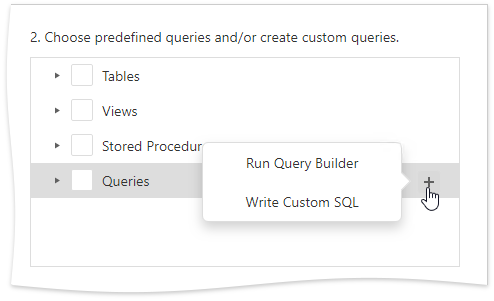 2. Choose predefined queries and/or create custom queries.
Tables
Views
Stored
Run Query Builder
Queries
Write Custom SQL